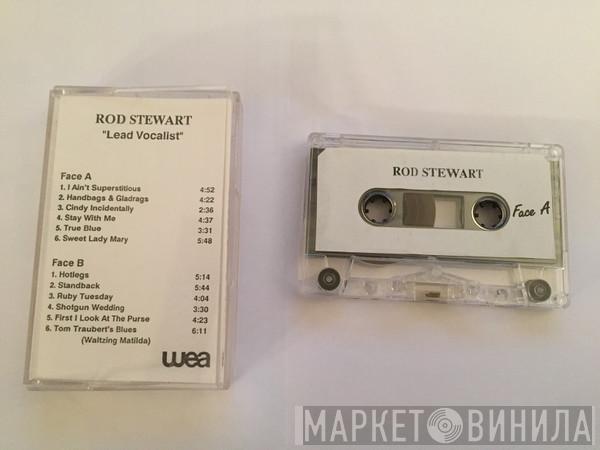 ROD STEWART
"Lead Vocalist"
Face A
1. I Ain't Superstitious 4:52
2. Handbags & Gladrags 4:22
3. Cindy Incidentally 2:36
4. Stay With Me 4:37
5. True Blue 3:31
6. Sweet Lady Mary 5:48
Face B
1. Hotlegs 5:14
2. Standback 5:44
3. Ruby Tuesday 4:04
4. Shotgun Wedding 3:30
5. First I Look At The Purse 4:23
6. Tom Traubert's Blues 6:11
(Waltzing Matilda)
wea
ROD STEWART
Face A
МАРКЕТ ВИНИЛА